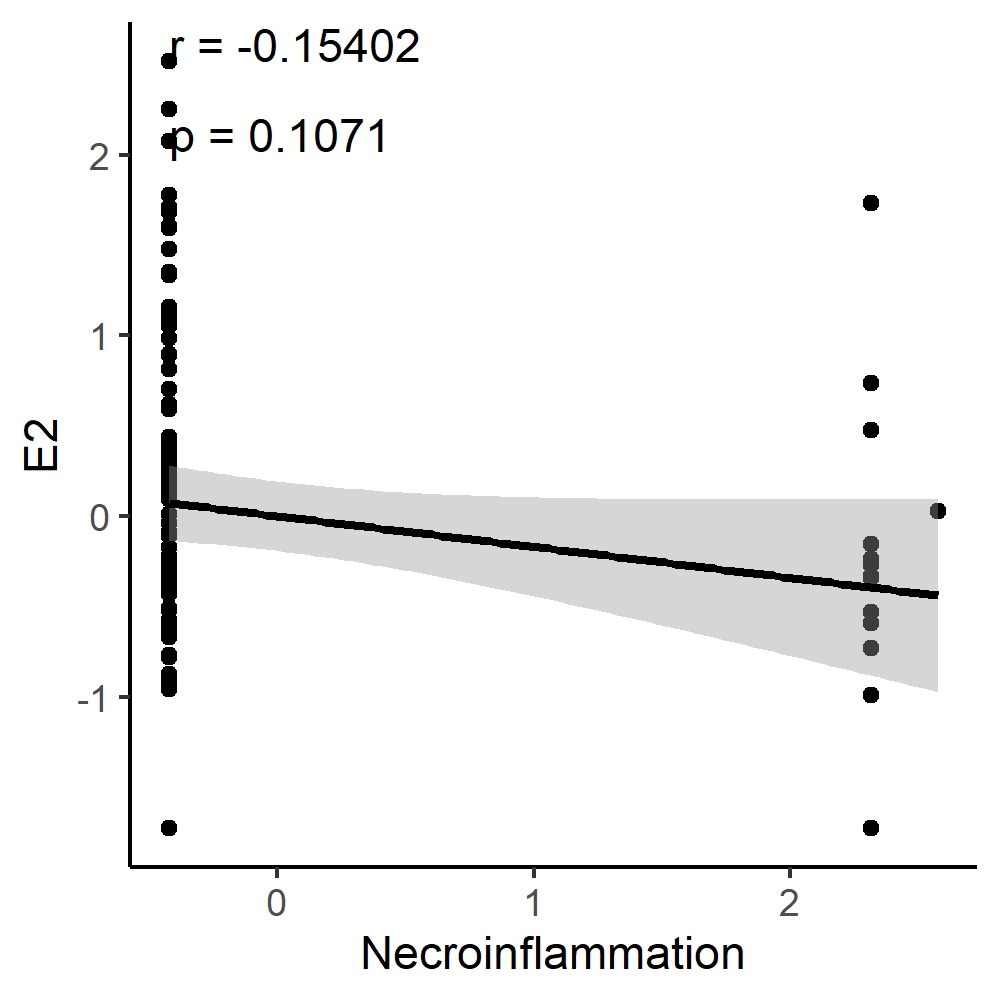 r = -0.15402
p = 0.1071
2
1
0
-1
E2
0 1 2
Necroinflammation